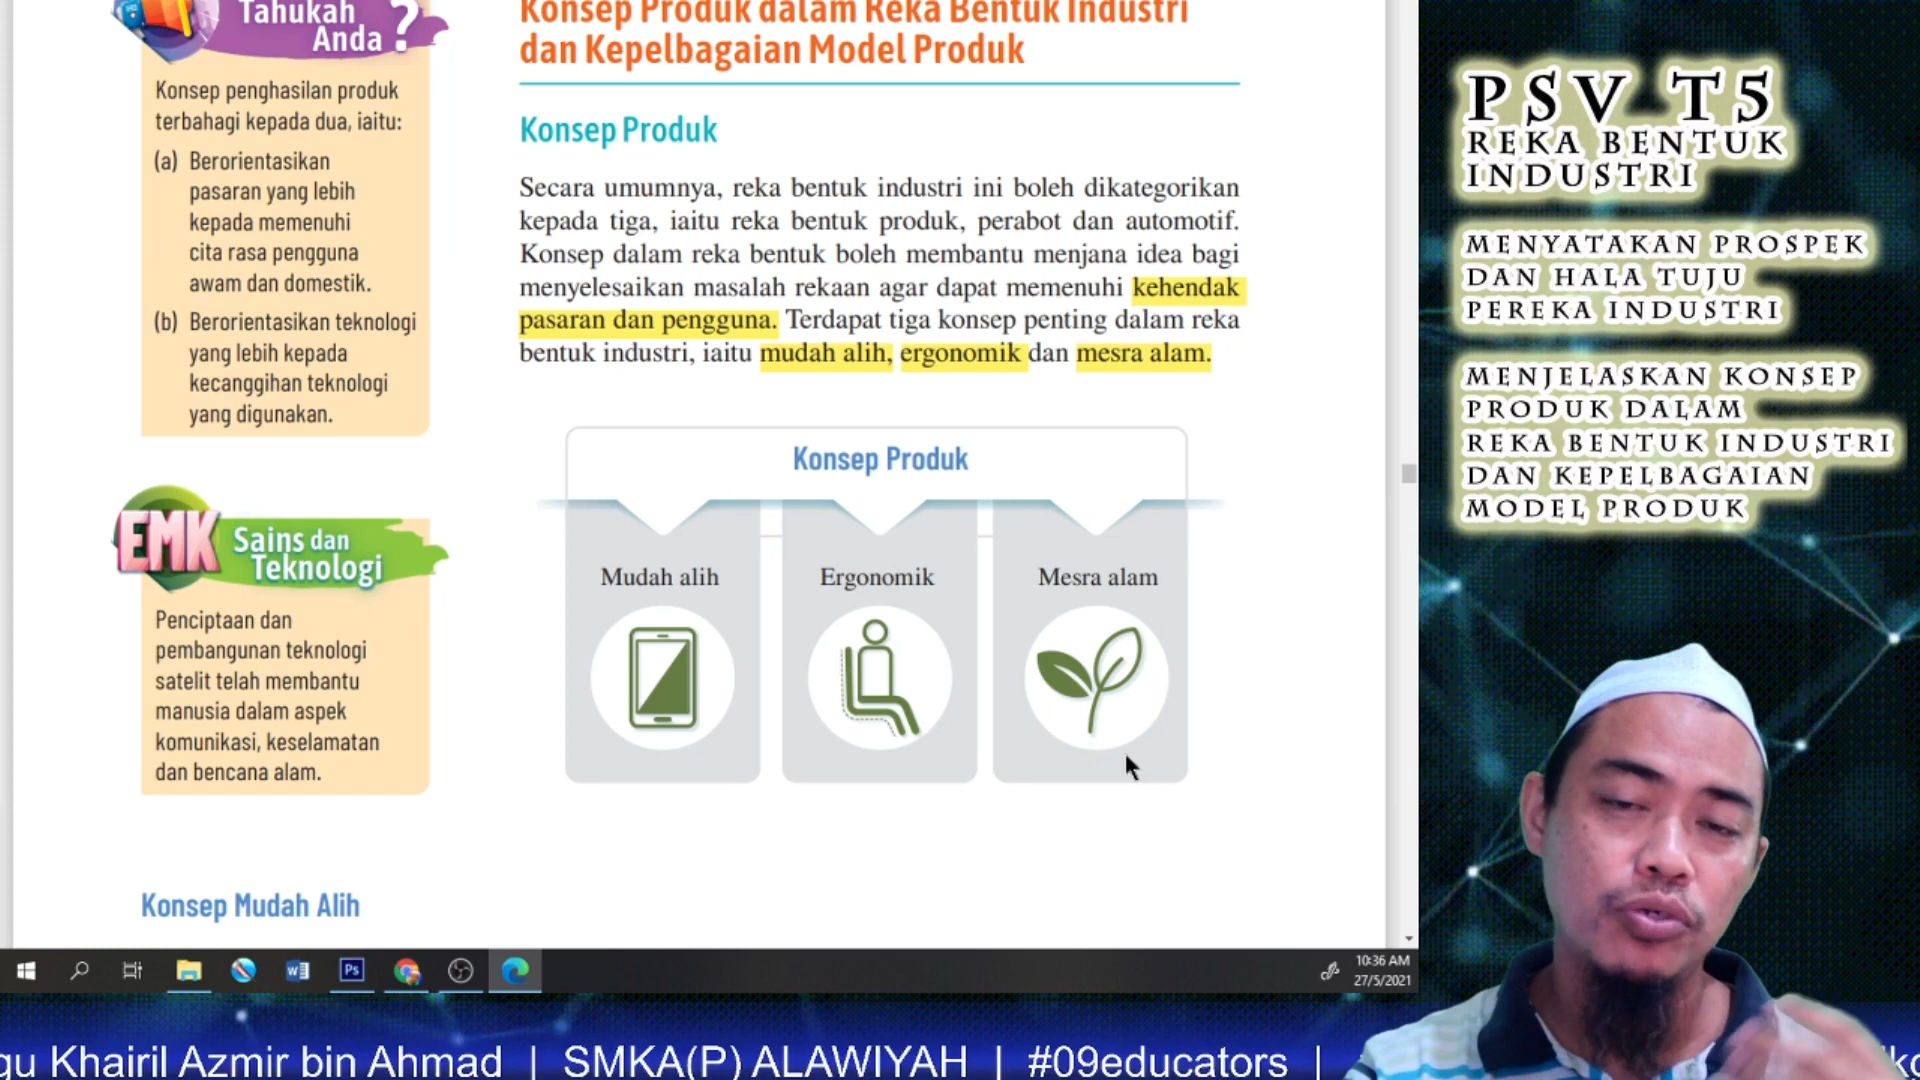 Tahukah
Anda ?
Konsep penghasilan produk
terbahagi kepada dua, iaitu:
(a) Berorientasikan
pasaran yang lebih
kepada memenuhi
cita rasa pengguna
awam dan domestik.
(b) Berorientasikan teknologi
yang lebih kepada
kecanggihan teknologi
yang digunakan.
EMK Sains dan
Teknologi
Penciptaan dan
pembangunan teknologi
satelit telah membantu
manusia dalam aspek
komunikasi, keselamatan
dan bencana alam.
Konsep Produk dalam Reka Bentuk Industri
dan Kepelbagaian Model Produk
Konsep Produk
Secara umumnya, reka bentuk industri ini boleh dikategorikan
kepada tiga, iaitu reka bentuk produk, perabot dan automotif.
Konsep dalam reka bentuk boleh membantu menjana idea bagi
menyelesaikan masalah rekaan agar dapat memenuhi kehendak
pasaran dan pengguna. Terdapat tiga konsep penting dalam reka
bentuk industri, iaitu mudah alih, ergonomik dan mesra alam.
Konsep Produk
Mudah alih
Ergonomik
Mesra alam
Konsep Mudah Alih
PSV T5
REKA BENTUK
INDUSTRI
MENYATAKAN PROSPEK
DAN HALA TUJU
PEREKA INDUSTRI
MENJELASKAN KONSEP
PRODUK DALAM
REKA BENTUK INDUSTRI
DAN KEPELBAGAIAN
MODEL PRODUK
Ps
10:36 AM
27/5/2021
gu Khairil Azmir bin Ahmad | SMKA(P) ALAWIYAH | #09educators |